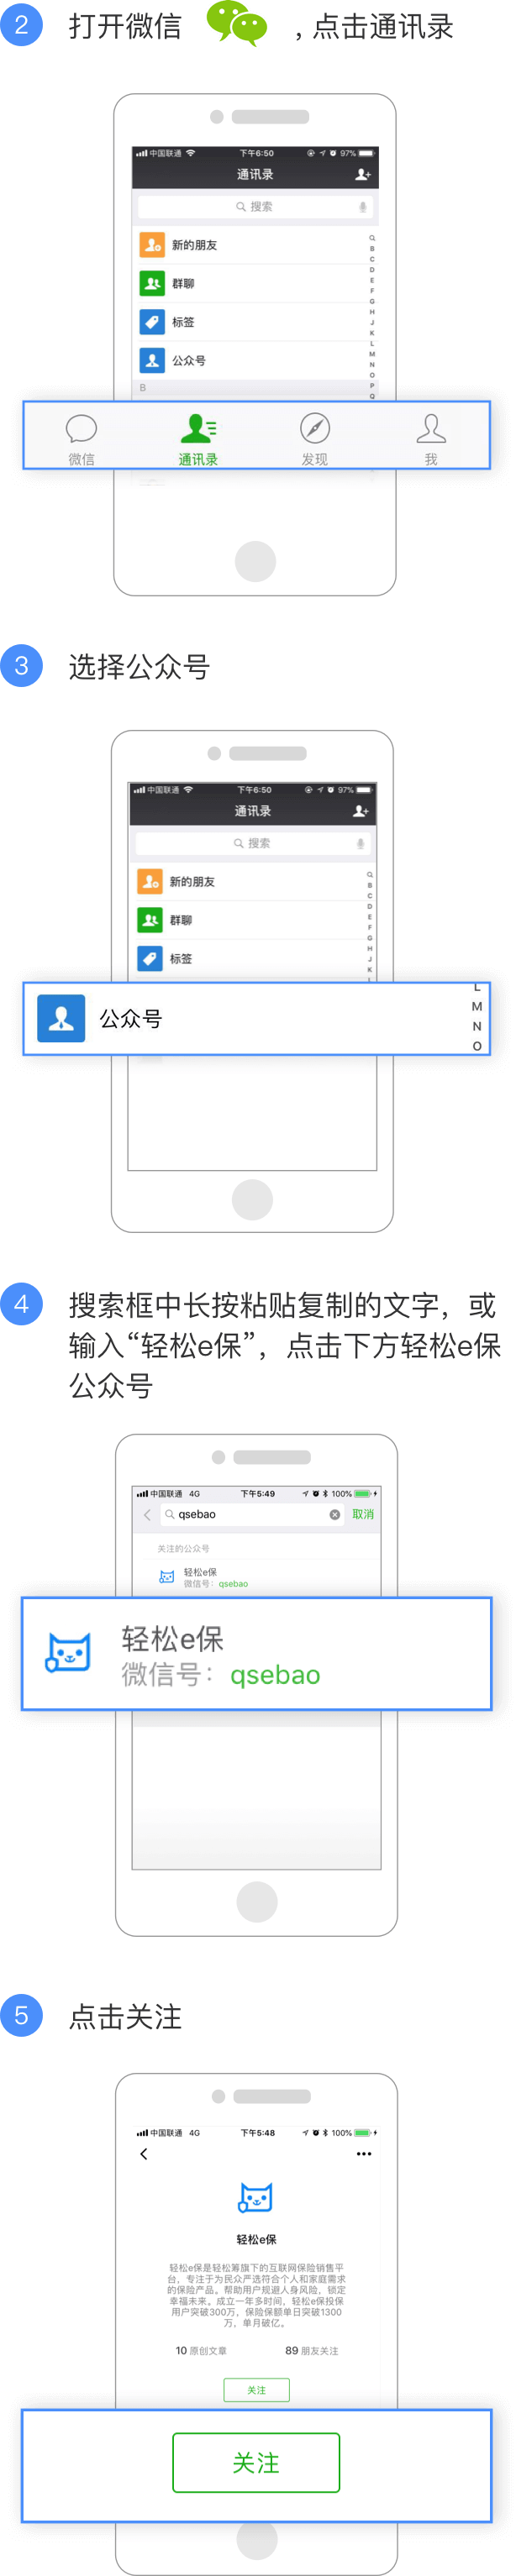 2 打开微信 ，点击通讯录
中国联通 下午6:50 97%
通讯录
搜索
新的朋友
群聊
标签
公众号
B
Q
B
C
D
E
F
G
H
J
K
L
M
N
O
P
Q
微信 通讯录 发现 我
3 选择公众号
中国联通 下午6:50 97%
通讯录
搜索
新的朋友
群聊
标签
B
C
D
E
F
G
H
J
K
L
公众号
L
M
N
O
4 搜索框中长按粘贴复制的文字，或
输入“轻松e保”，点击下方轻松e保
公众号
中国联通 4G 下午5:49 100%
qsebao 取消
关注的公众号
轻松e保
微信号：qsebao
轻松e保
微信号：qsebao
5 点击关注
中国联通 4G 下午5:48 100%
轻松e保
轻松e保是轻松筹旗下的互联网保险销售平
台，专注于为民众严选符合个人和家庭需求
的保险产品。帮助用户规避人身风险，锁定
幸福未来。成立一年多时间，轻松e保投保
用户突破300万，保险保额单日突破1300
万，单月破亿。
10 原创文章 89 朋友关注
关注
关注